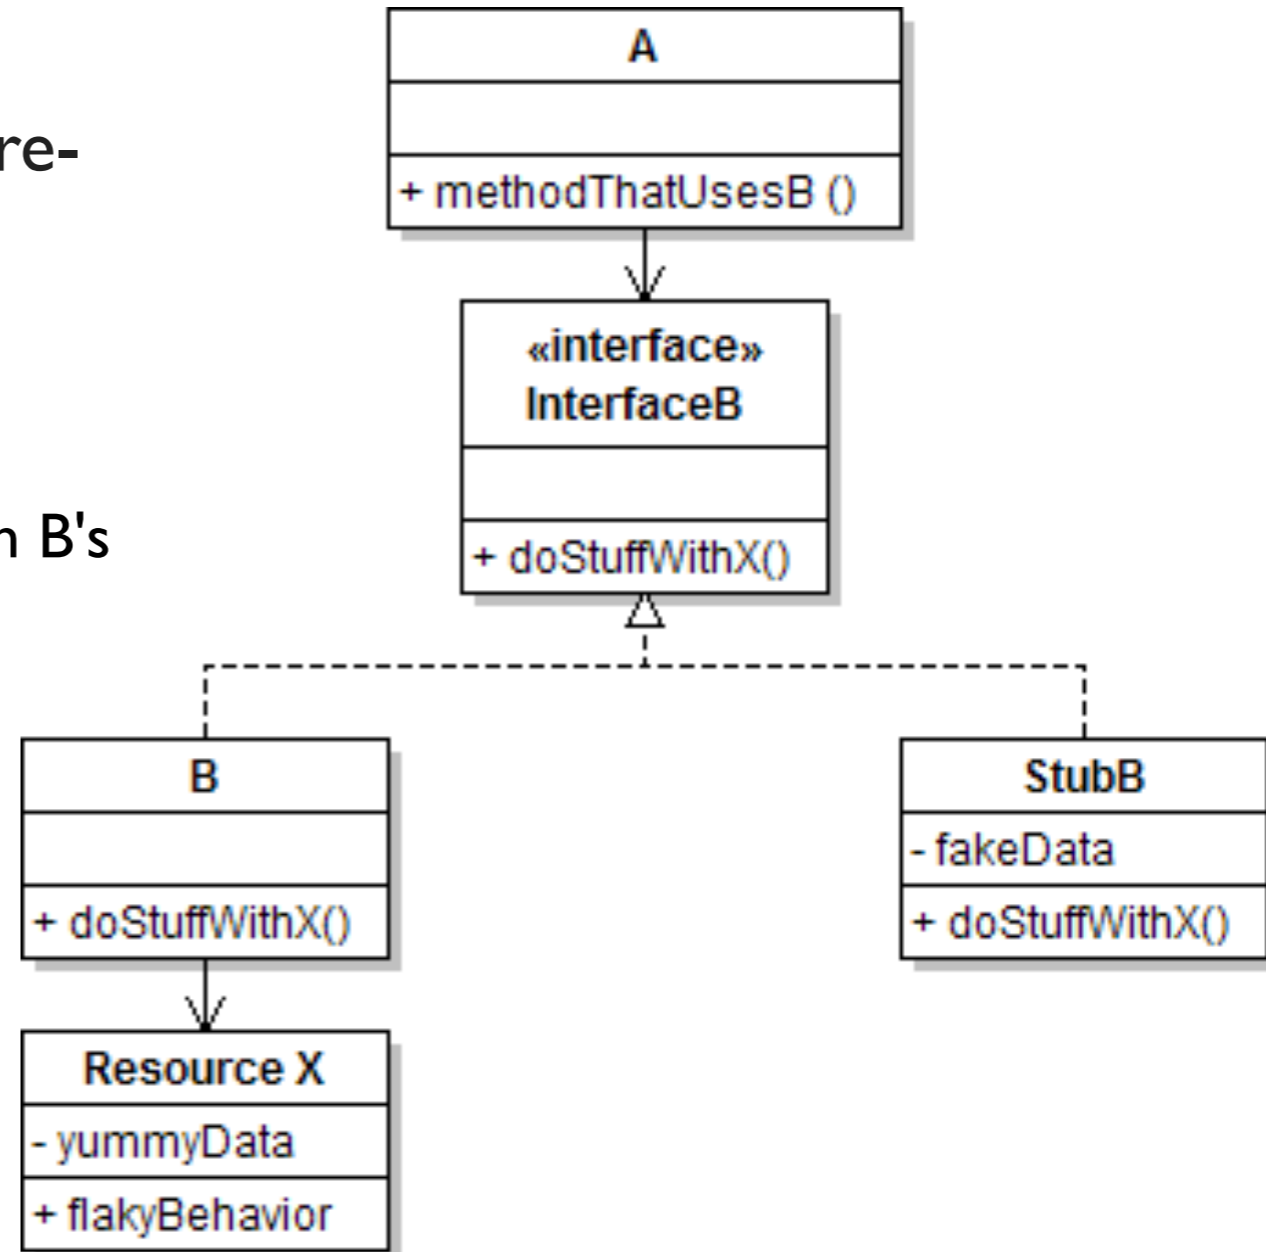 A
re-
+ methodThatUsesB ()
«interface»
InterfaceB
B's
+ doStuffWithX()
B
StubB
- fakeData
+ doStuffWithX()
+ doStuffWithX()
Resource X
- yummyData
+ flakyBehavior